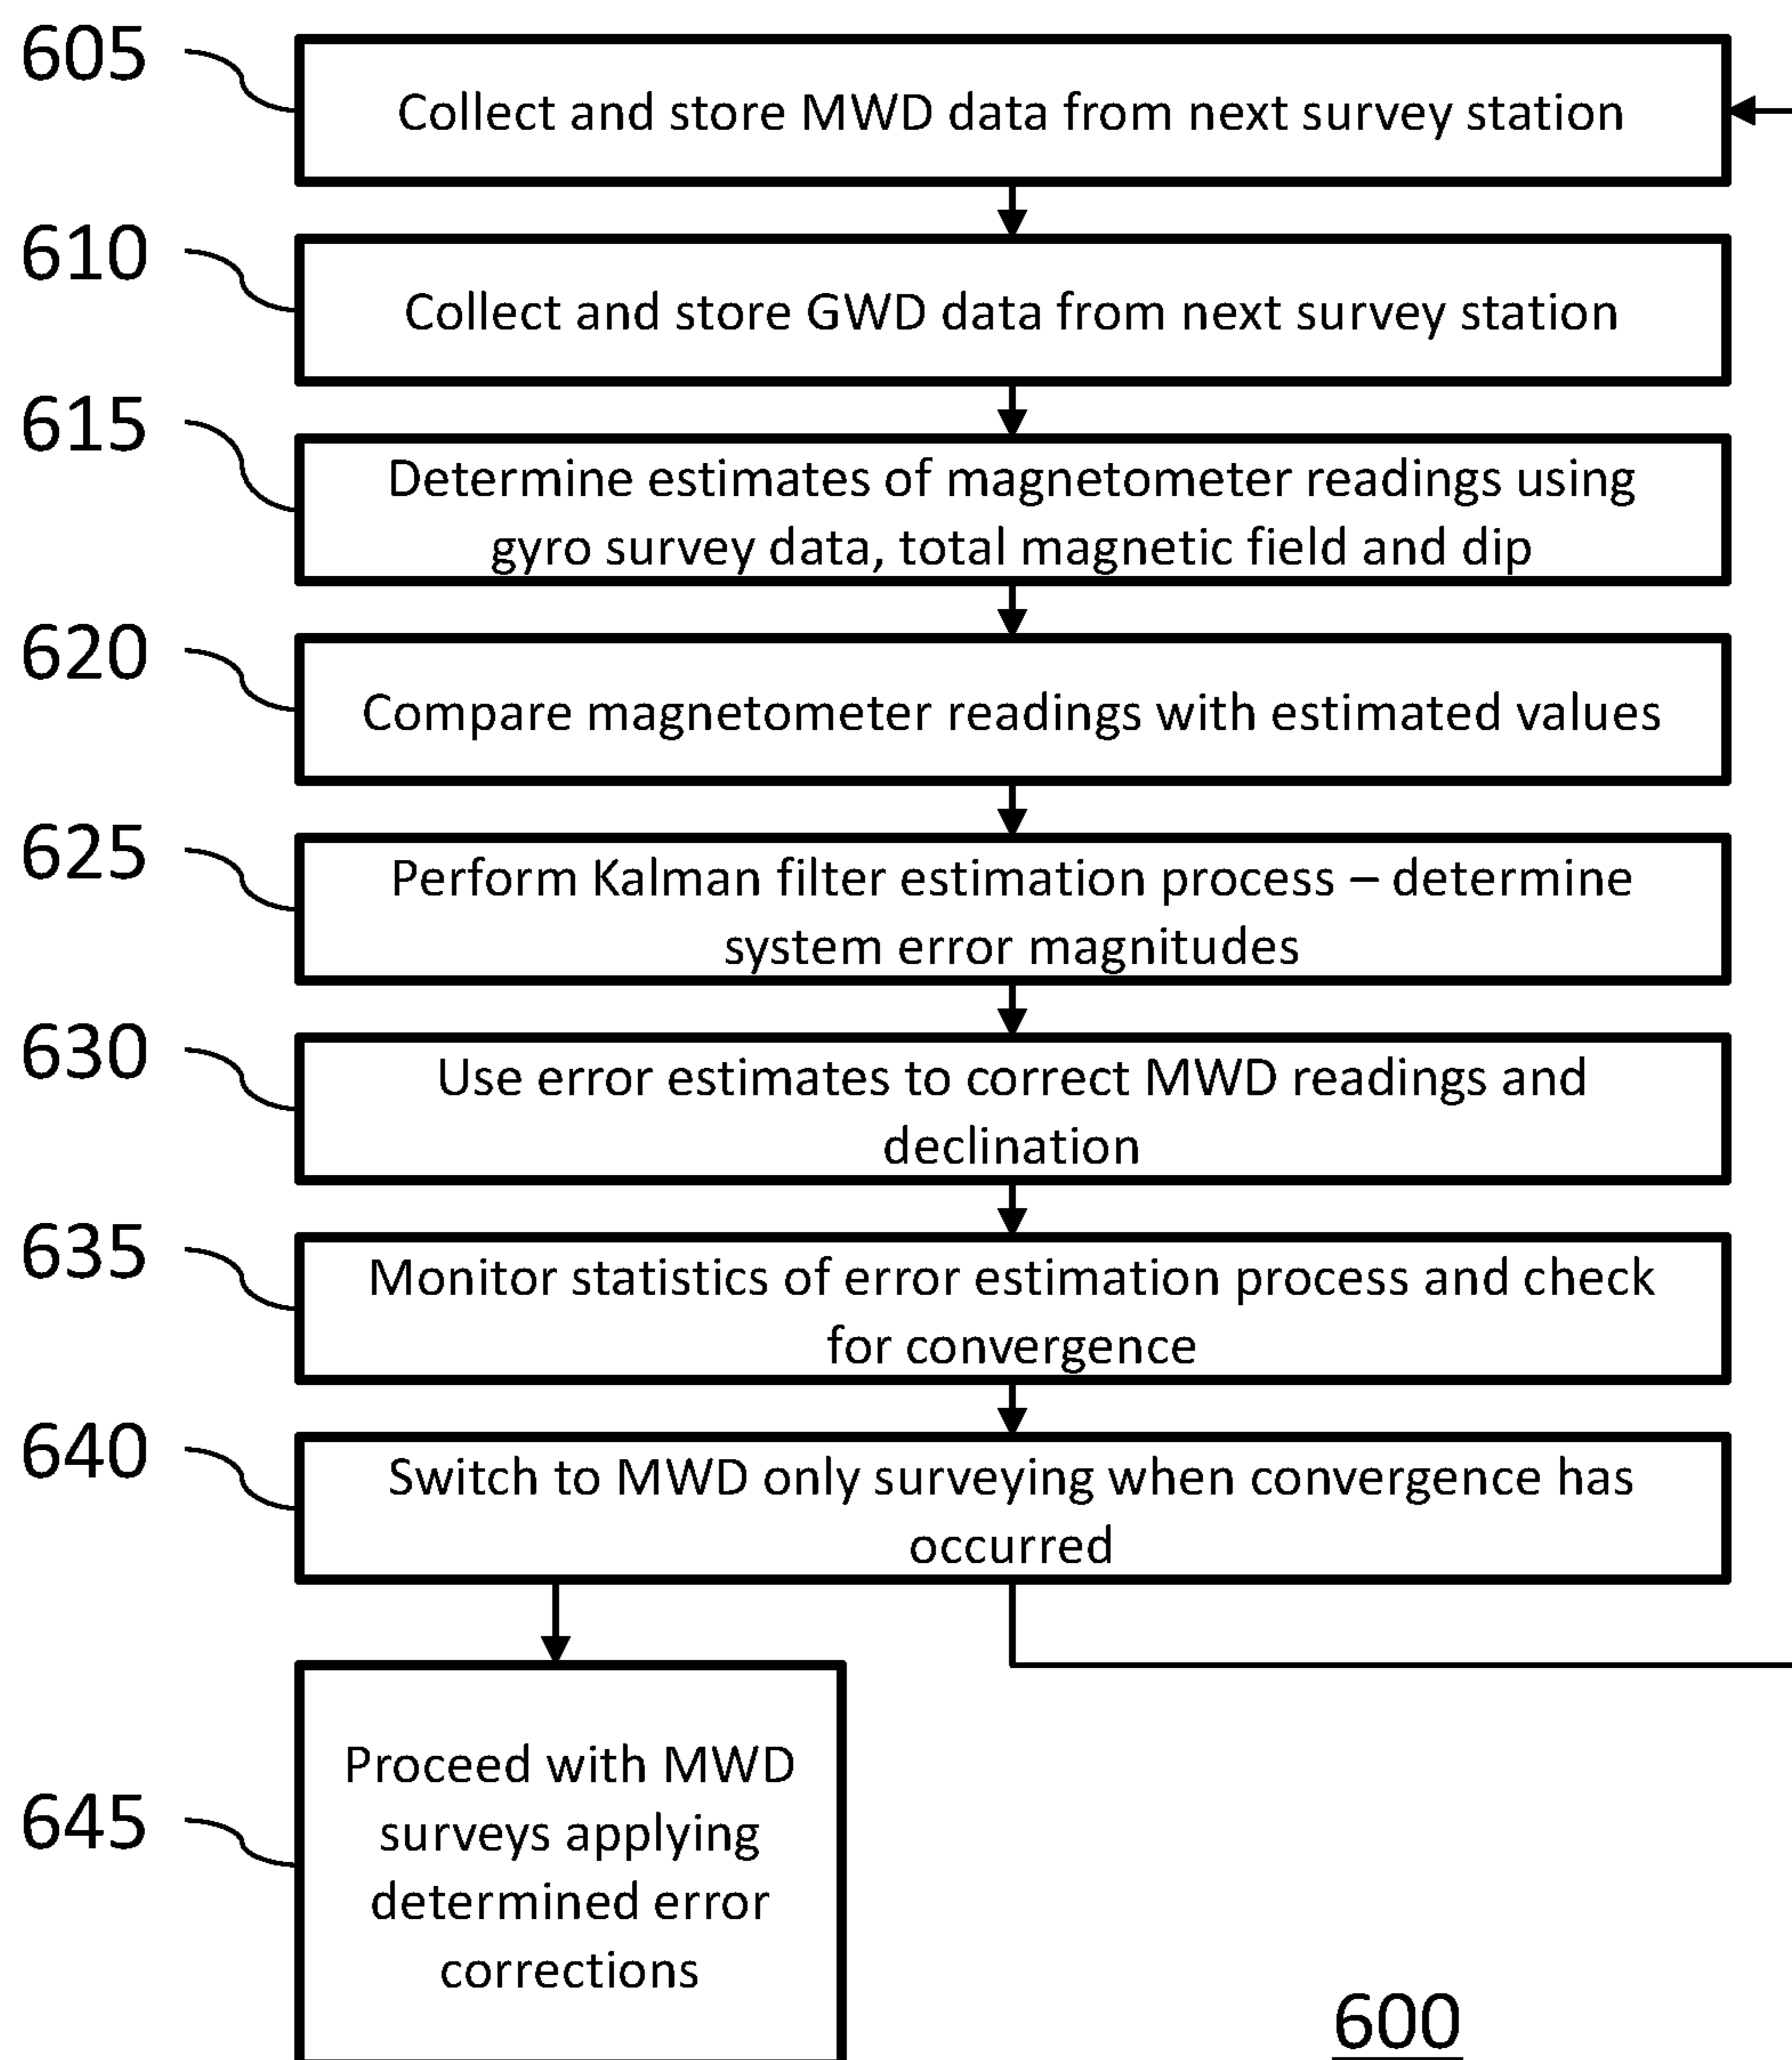 605
Collect and store MWD data from next survey station
610
Collect and store GWD data from next survey station
615
Determine estimates of magnetometer readings using
gyro survey data, total magnetic field and dip
620
Compare magnetometer readings with estimated values
625
Perform Kalman filter estimation process – determine
system error magnitudes
630
Use error estimates to correct MWD readings and
declination
635
Monitor statistics of error estimation process and check
for convergence
640
Switch to MWD only surveying when convergence has
occurred
645
Proceed with MWD
surveys applying
determined error
corrections
600